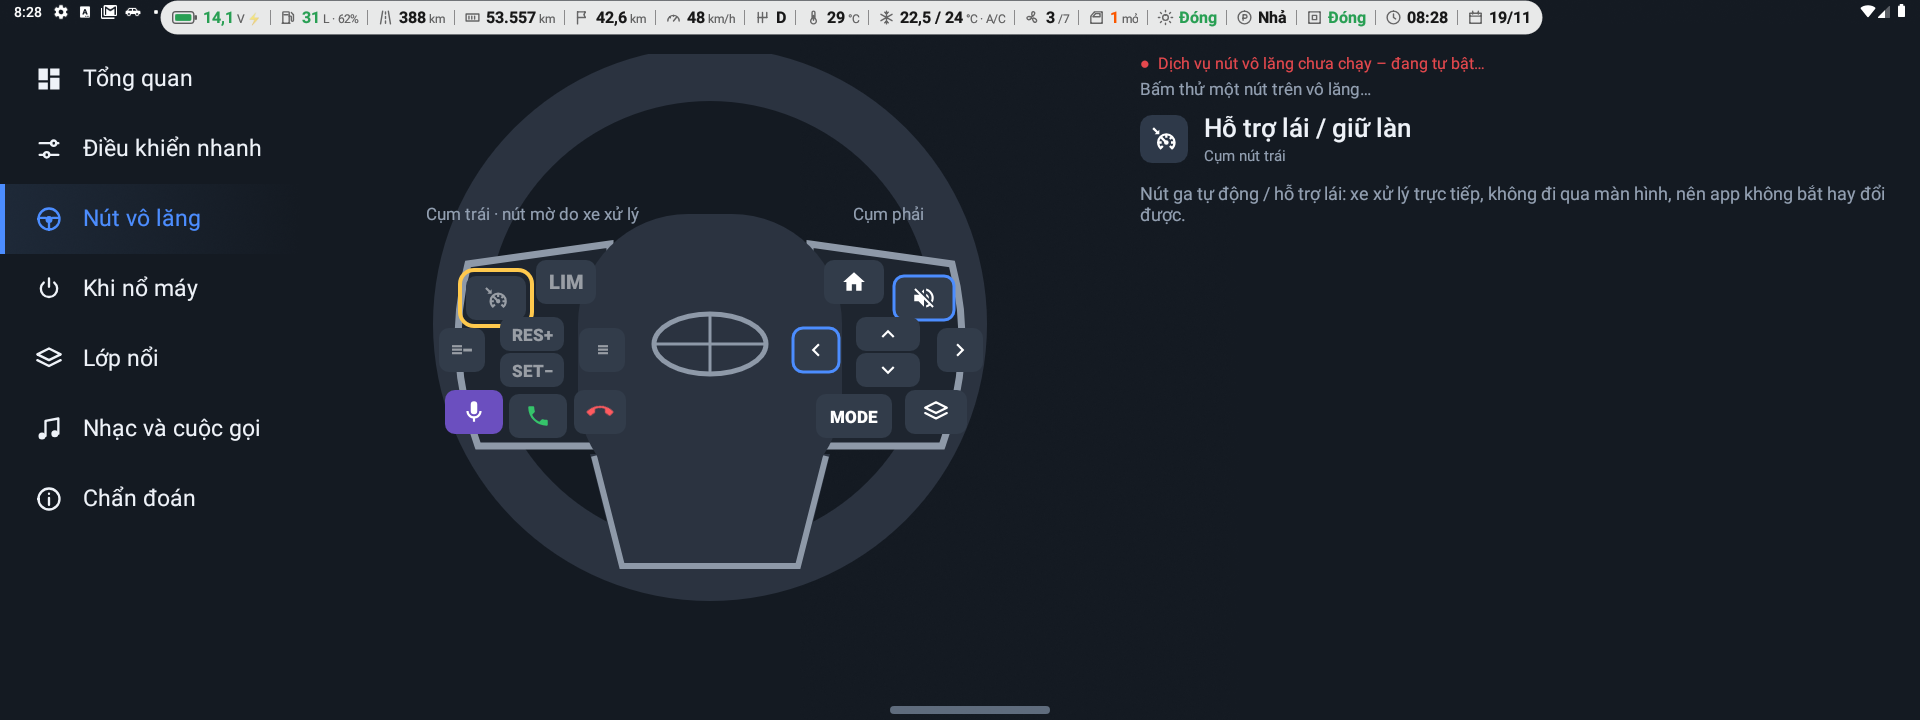 8:28
14,1 V
31 L · 62%
388 km
53.557 km
42,6 km
48 km/h
D
29 °C
22,5 / 24 °C · A/C
3 /7
1 mở
Đóng
Nhả
Đóng
08:28
19/11
Tổng quan
Điều khiển nhanh
Nút vô lăng
Khi nổ máy
Lớp nổi
Nhạc và cuộc gọi
Chẩn đoán
Cụm trái · nút mờ do xe xử lý
Cụm phải
LIM
RES+
SET−
MODE
Dịch vụ nút vô lăng chưa chạy – đang tự bật...
Bấm thử một nút trên vô lăng...
Hỗ trợ lái / giữ làn
Cụm nút trái
Nút ga tự động / hỗ trợ lái: xe xử lý trực tiếp, không đi qua màn hình, nên app không bắt hay đổi
được.